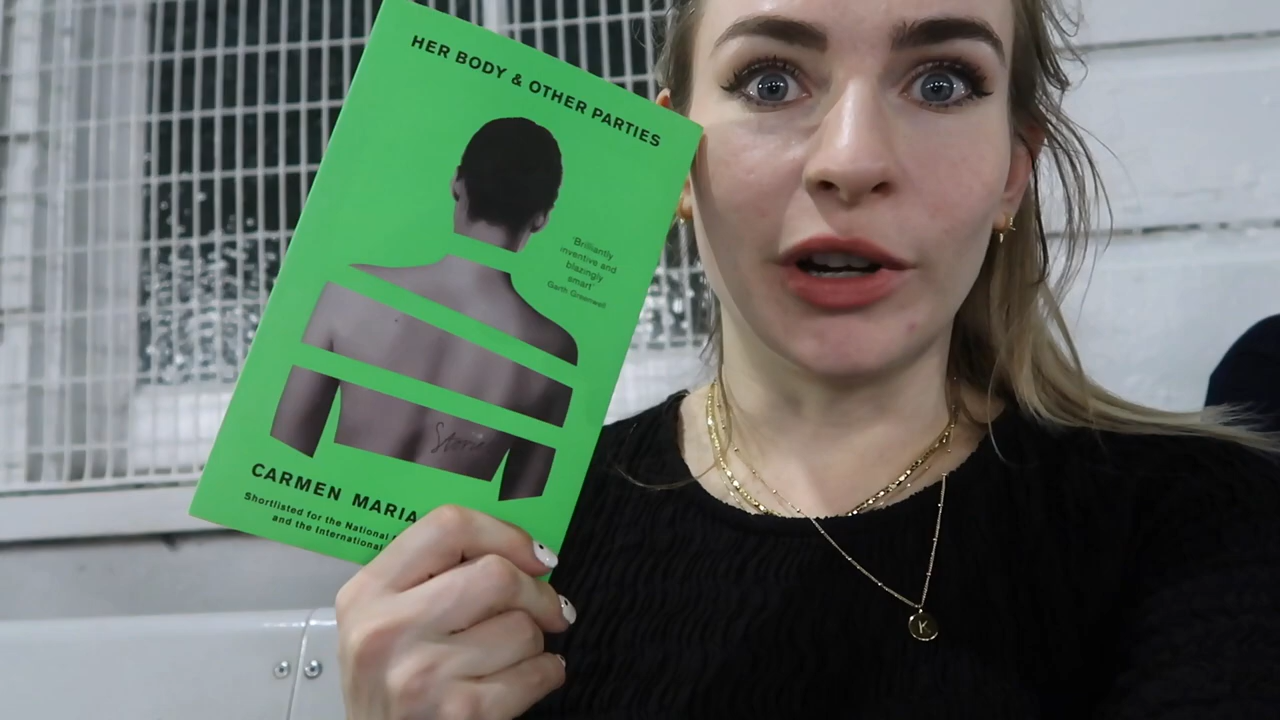 HER BODY & OTHER PARTIES
'Brilliantly
inventive and
blazingly
smart'
Garth Greenwell
Stories
CARMEN MARIA
Shortlisted for the National
and the International
K